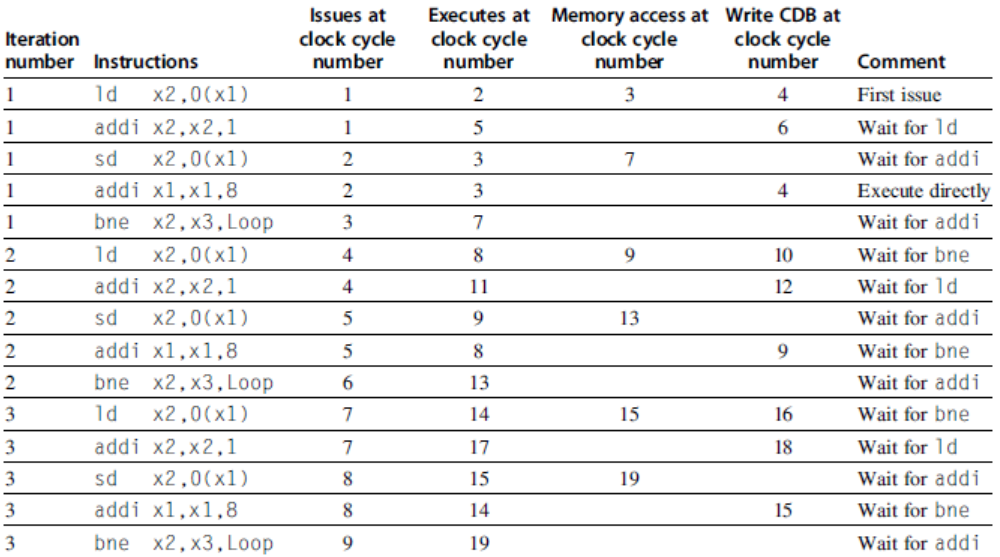 Iteration number Instructions Issues at clock cycle number Executes at clock cycle number Memory access at clock cycle number Write CDB at clock cycle number Comment
1 ld x2,0(x1) 1 2 3 4 First issue
1 addi x2,x2,1 1 5 6 Wait for ld
1 sd x2,0(x1) 2 3 7 Wait for addi
1 addi x1,x1,8 2 3 4 Execute directly
1 bne x2,x3,Loop 3 7 Wait for addi
2 ld x2,0(x1) 4 8 9 10 Wait for bne
2 addi x2,x2,1 4 11 12 Wait for ld
2 sd x2,0(x1) 5 9 13 Wait for addi
2 addi x1,x1,8 5 8 9 Wait for bne
2 bne x2,x3,Loop 6 13 Wait for addi
3 ld x2,0(x1) 7 14 15 16 Wait for bne
3 addi x2,x2,1 7 17 18 Wait for ld
3 sd x2,0(x1) 8 15 19 Wait for addi
3 addi x1,x1,8 8 14 15 Wait for bne
3 bne x2,x3,Loop 9 19 Wait for addi